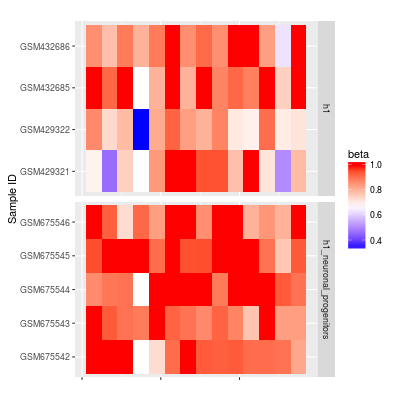 GSM432686
GSM432685
GSM429322
GSM429321
h1
GSM675546
GSM675545
GSM675544
GSM675543
GSM675542
h1_neuronal_progenitors
Sample ID
beta
1.0
0.8
0.6
0.4